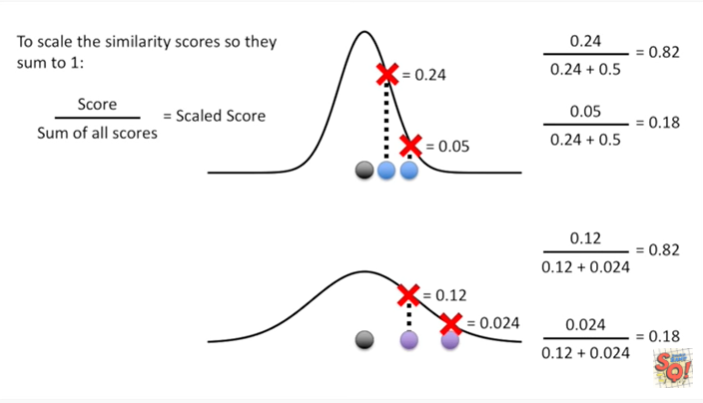 To scale the similarity scores so they
sum to 1:
Score
Sum of all scores
= Scaled Score
= 0.24
= 0.05
0.24
0.24 + 0.5
= 0.82
0.05
0.24 + 0.5
= 0.18
= 0.12
= 0.024
0.12
0.12 + 0.024
= 0.82
0.024
0.12 + 0.024
= 0.18
SQ!